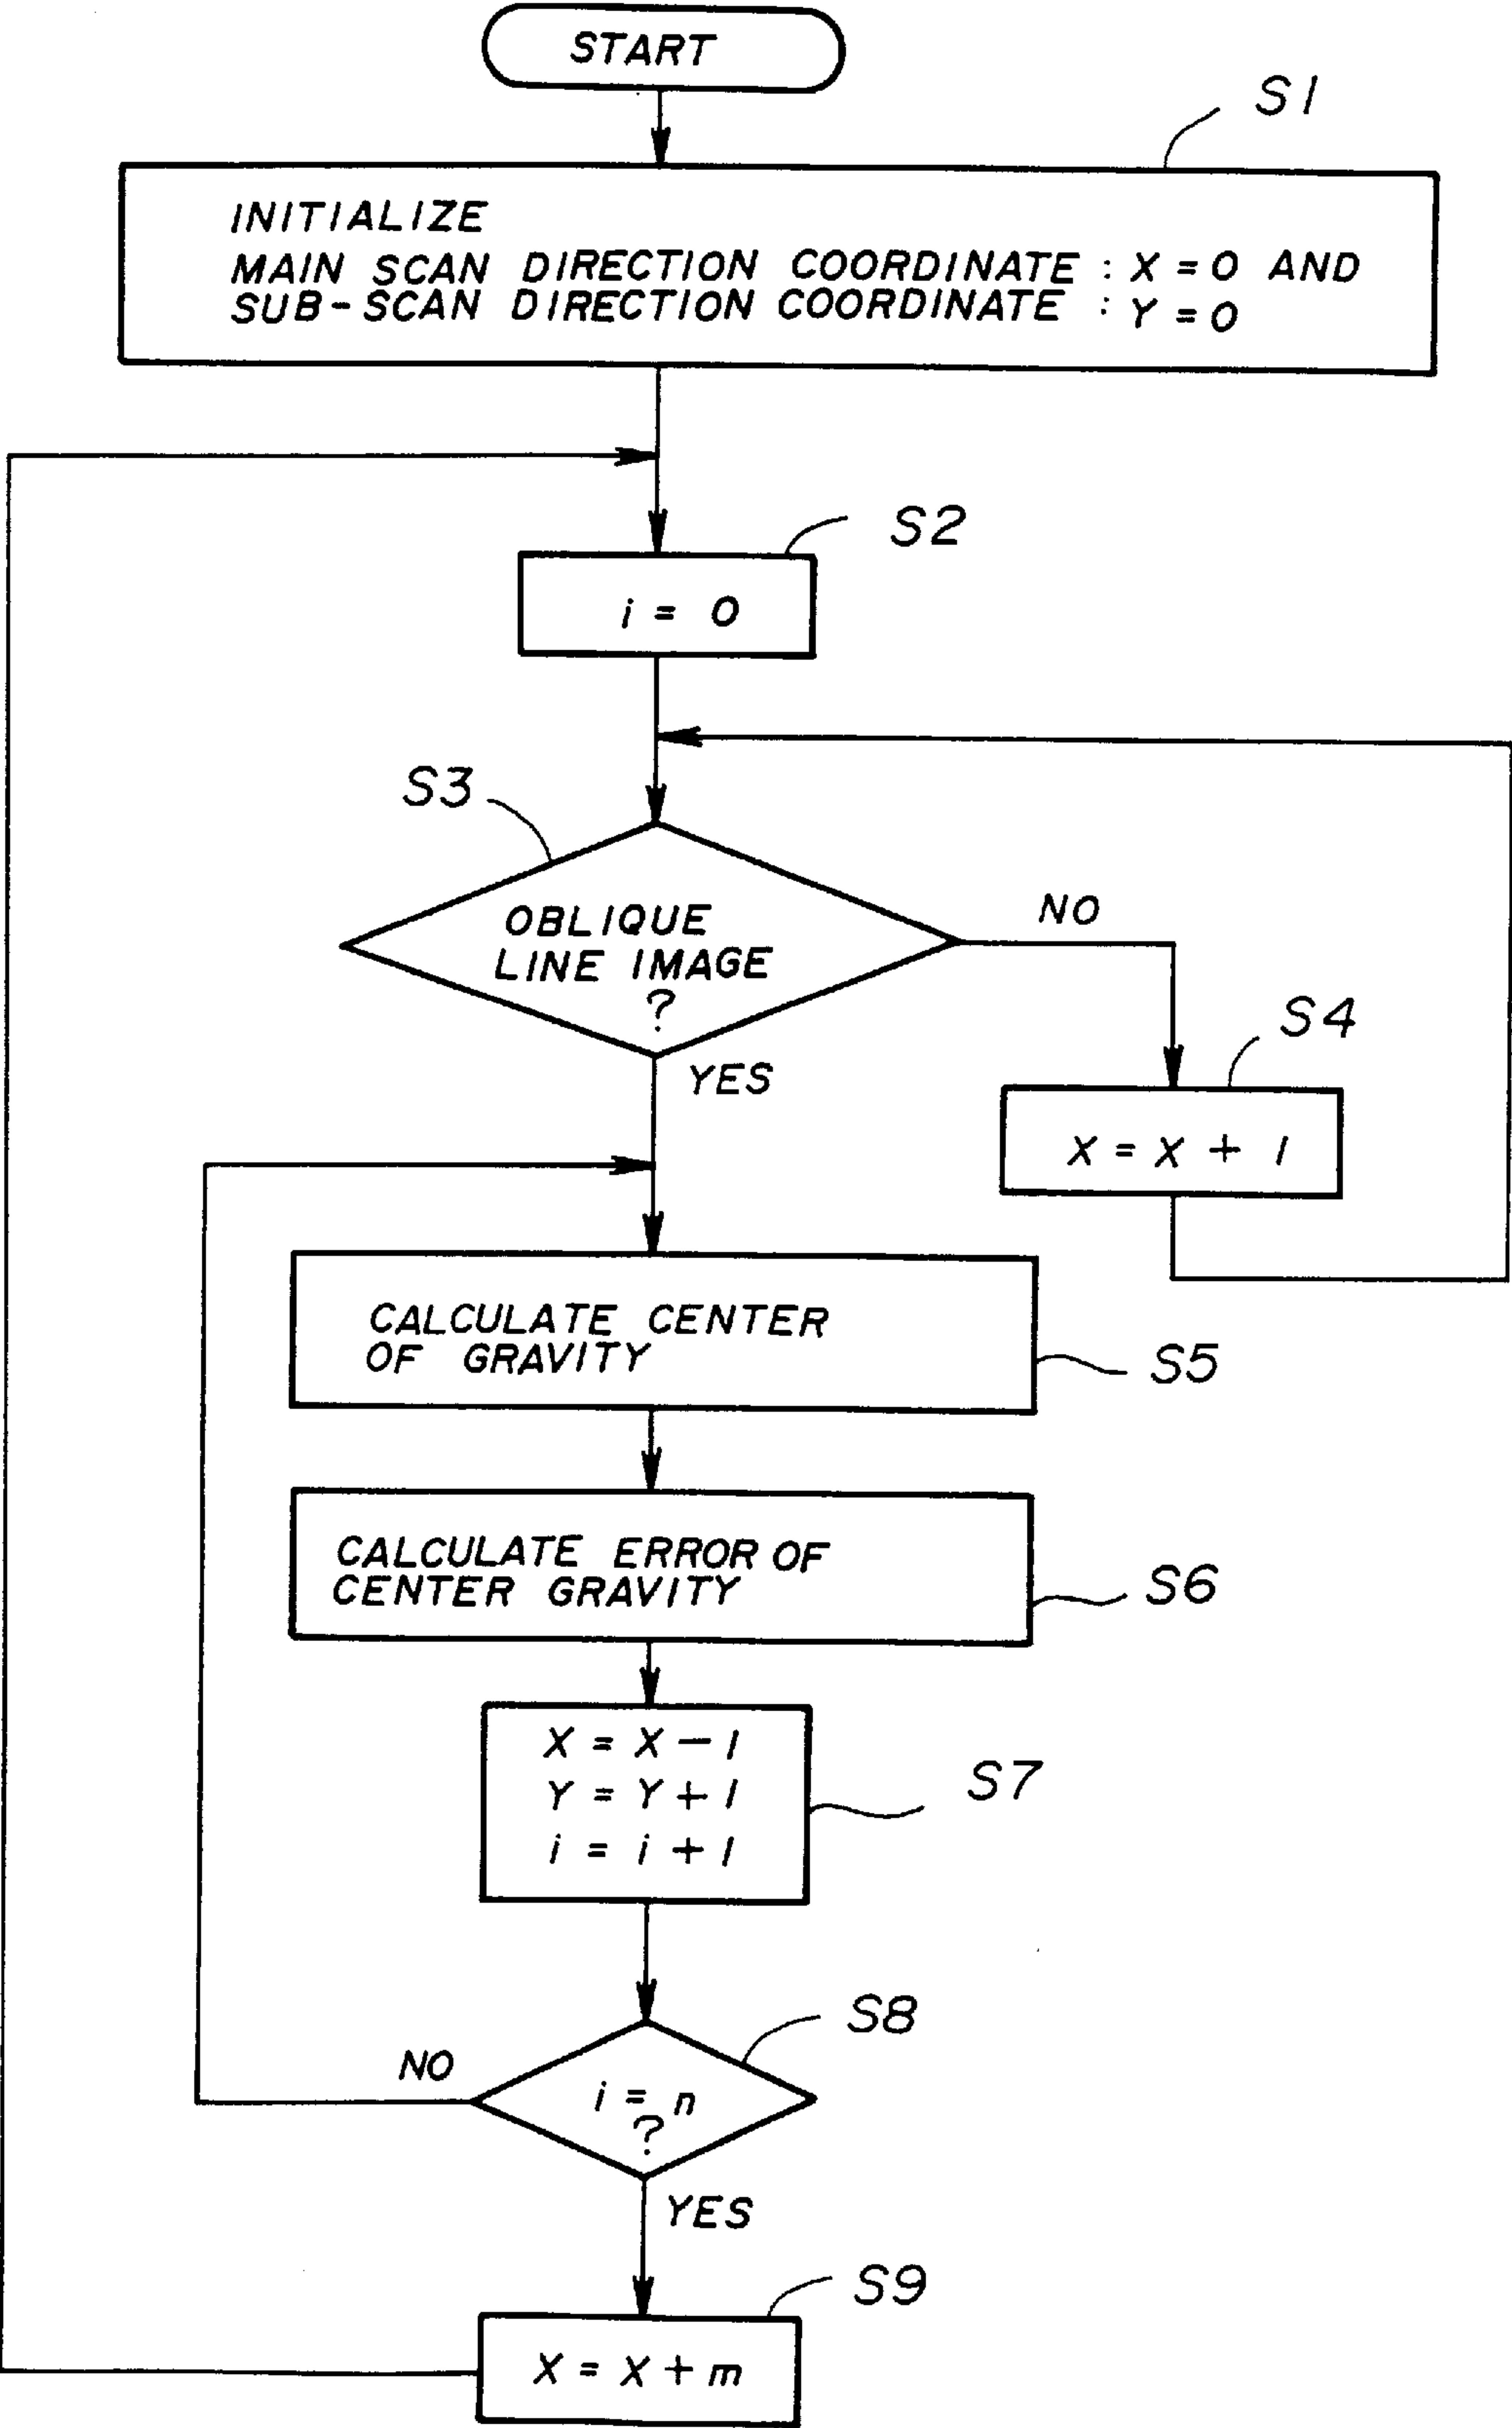 START
S1
INITIALIZE
MAIN SCAN DIRECTION COORDINATE : X = 0 AND
SUB-SCAN DIRECTION COORDINATE : Y = 0
S2
i = 0
S3
OBLIQUE
LINE IMAGE
?
NO
YES
S4
X = X + 1
CALCULATE CENTER
OF GRAVITY
S5
CALCULATE ERROR OF
CENTER GRAVITY
S6
X = X - 1
Y = Y + 1
i = i + 1
S7
S8
NO
i = n
?
YES
S9
X = X + m